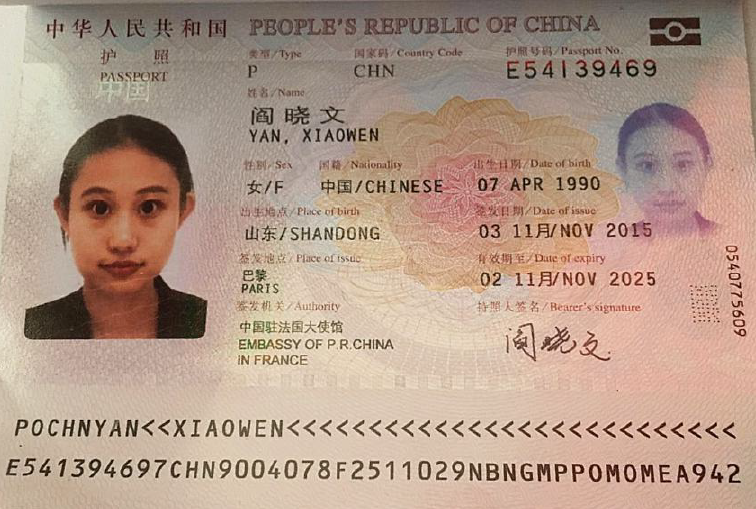 中华人民共和国 PEOPLE'S REPUBLIC OF CHINA
护 照
PASSPORT
中国
类型/Type 国家码/Country Code 护照号码/Passport No.
P CHN E54139469
姓名/Name
阎晓文
YAN, XIAOWEN
性别/Sex 国籍/Nationality 出生日期/Date of birth
女/F 中国/CHINESE 07 APR 1990
出生地点/Place of birth 签发日期/Date of issue
山东/SHANDONG 03 11月/NOV 2015
签发地点/Place of issue 有效期至/Date of expiry
巴黎 02 11月/NOV 2025
PARIS
签发机关/Authority 持照人签名/Bearer's signature
中国驻法国大使馆
EMBASSY OF P.R.CHINA
IN FRANCE
阎晓文
0540775609
POCHNYAN<<XIAOWEN<<<<<<<<<<<<<<<<<<<<<<<<<<<
E541394697CHN9004078F2511029NBNGMPPOMOMEA942